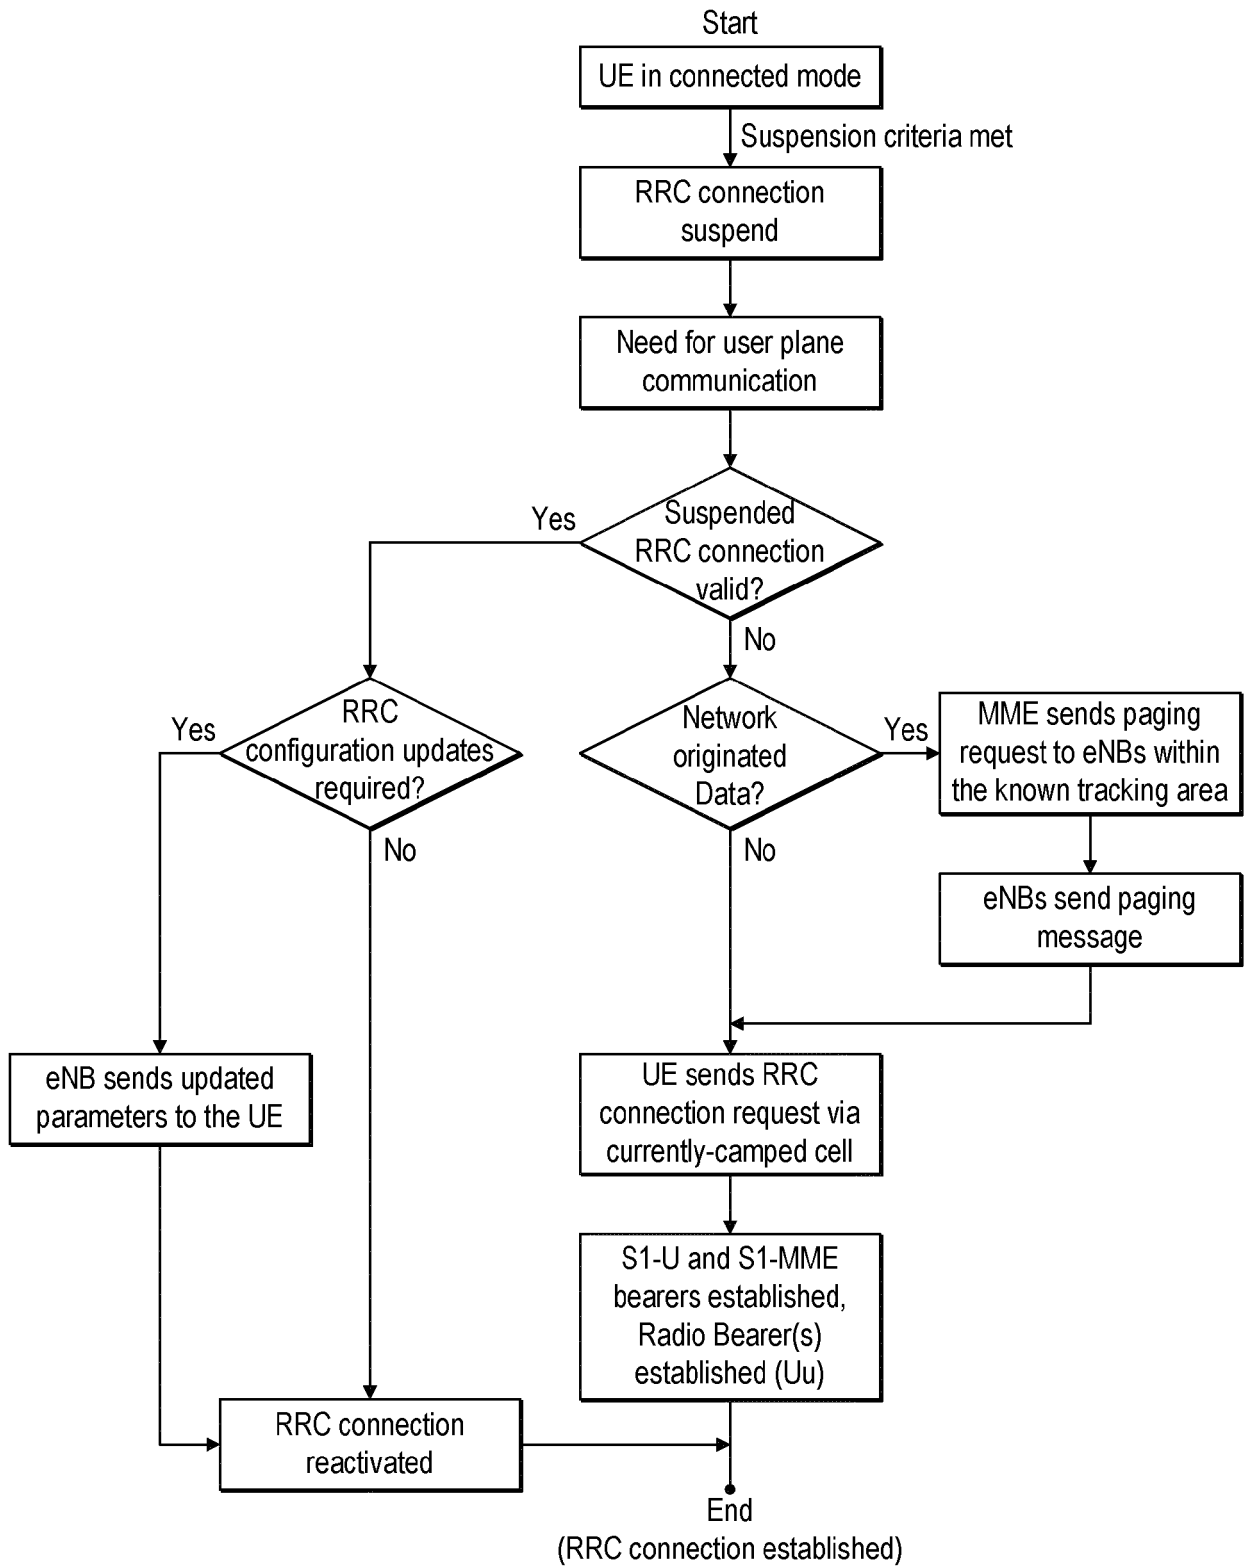 Start
UE in connected mode
Suspension criteria met
RRC connection
suspend
Need for user plane
communication
Suspended
RRC connection
valid?
Yes
No
RRC
configuration updates
required?
Yes
No
Network
originated
Data?
Yes
No
MME sends paging
request to eNBs within
the known tracking area
eNBs send paging
message
eNB sends updated
parameters to the UE
UE sends RRC
connection request via
currently-camped cell
S1-U and S1-MME
bearers established,
Radio Bearer(s)
established (Uu)
RRC connection
reactivated
End
(RRC connection established)